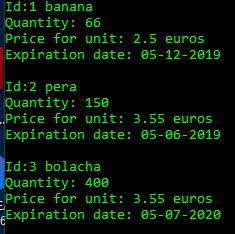 Id:1 banana
Quantity: 66
Price for unit: 2.5 euros
Expiration date: 05-12-2019
Id:2 pera
Quantity: 150
Price for unit: 3.55 euros
Expiration date: 05-06-2019
Id:3 bolacha
Quantity: 400
Price for unit: 3.55 euros
Expiration date: 05-07-2020